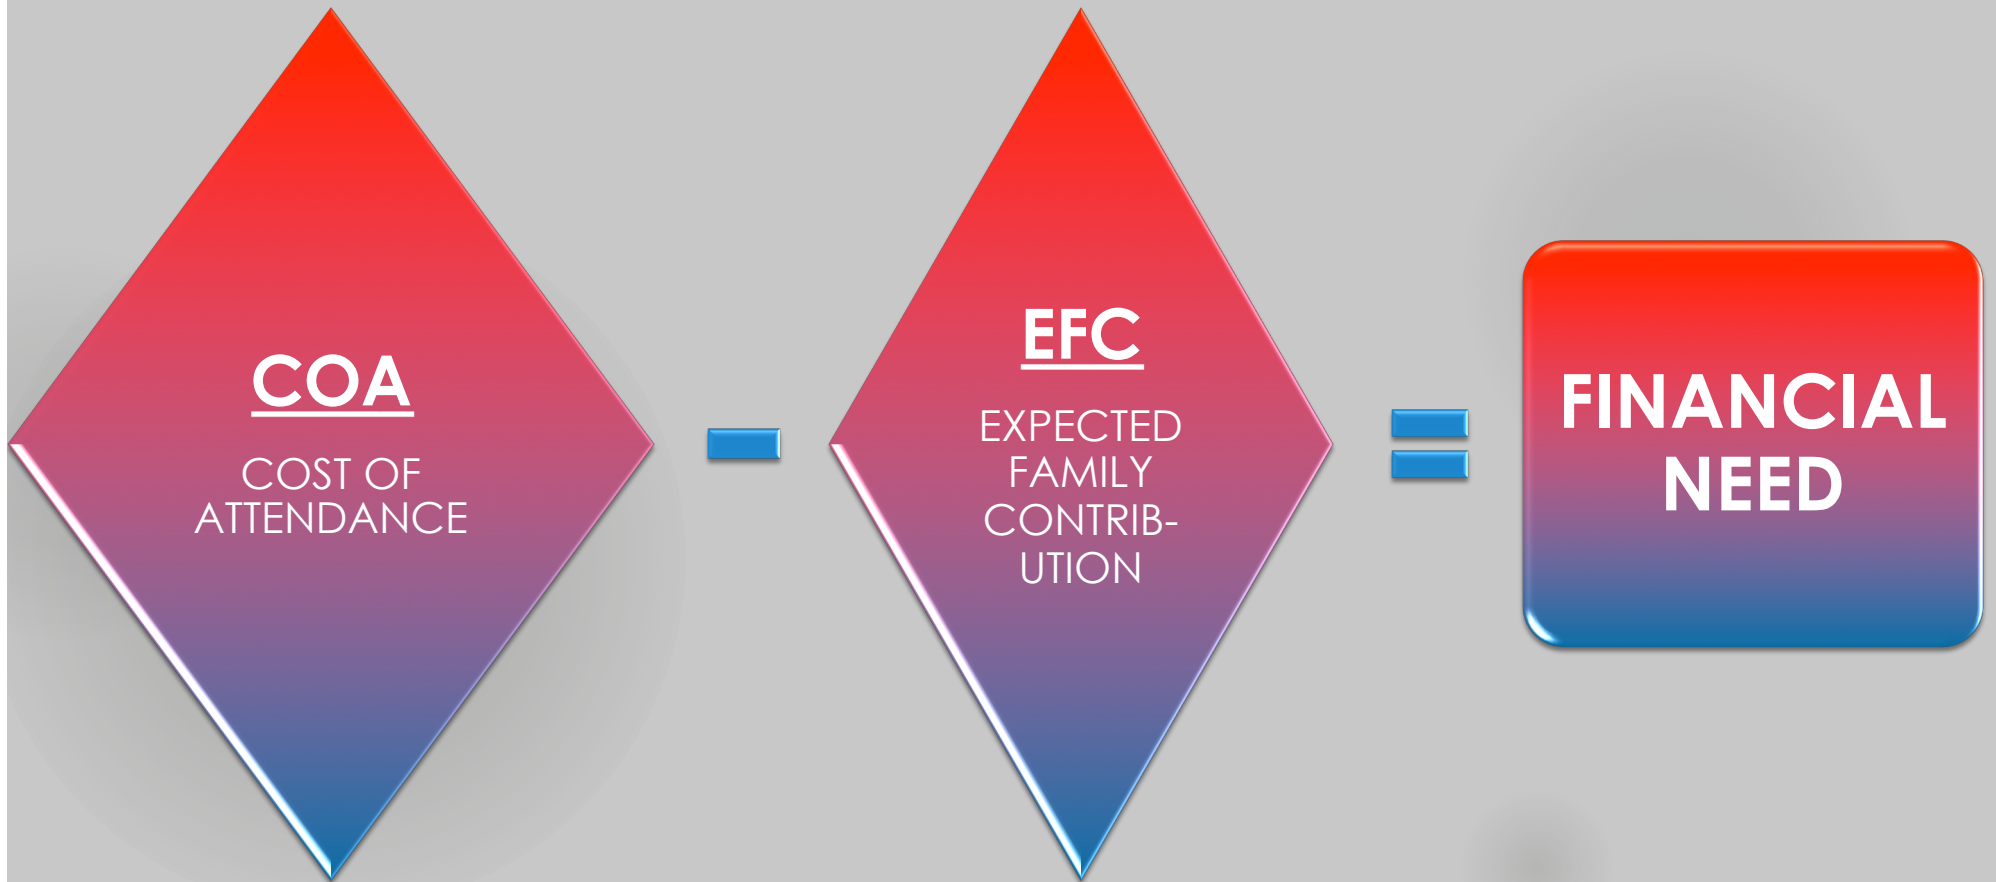 COA
COST OF
ATTENDANCE
-
EFC
EXPECTED
FAMILY
CONTRIB-
UTION
=
FINANCIAL
NEED